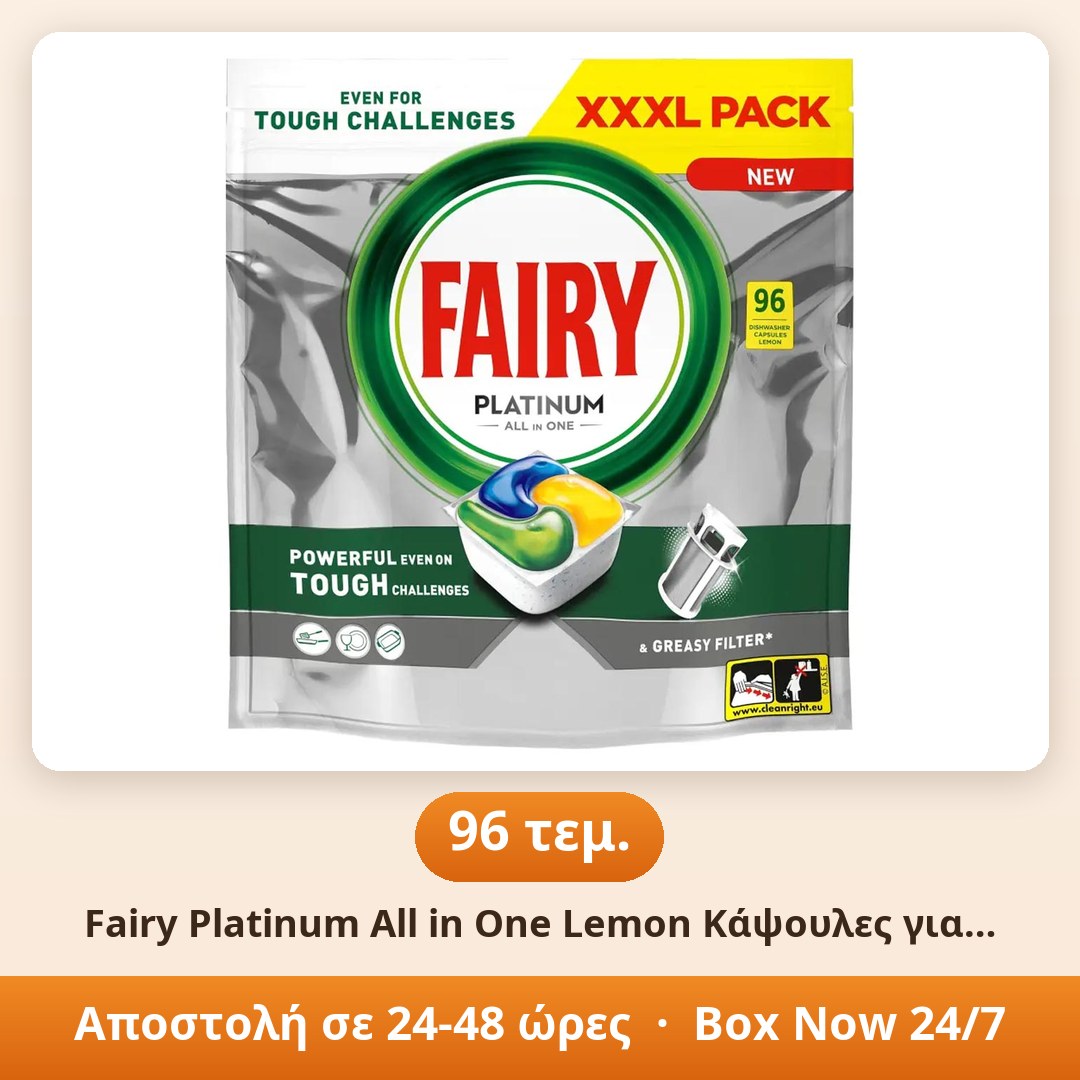 EVEN FOR
TOUGH CHALLENGES
XXXL PACK
NEW
FAIRY
PLATINUM
ALL IN ONE
96
DISHWASHER
CAPSULES
LEMON
POWERFUL EVEN ON
TOUGH CHALLENGES
& GREASY FILTER*
www.cleanright.eu
©A.I.S.E.
96 τεμ.
Fairy Platinum All in One Lemon Κάψουλες για...
Αποστολή σε 24-48 ώρες · Box Now 24/7